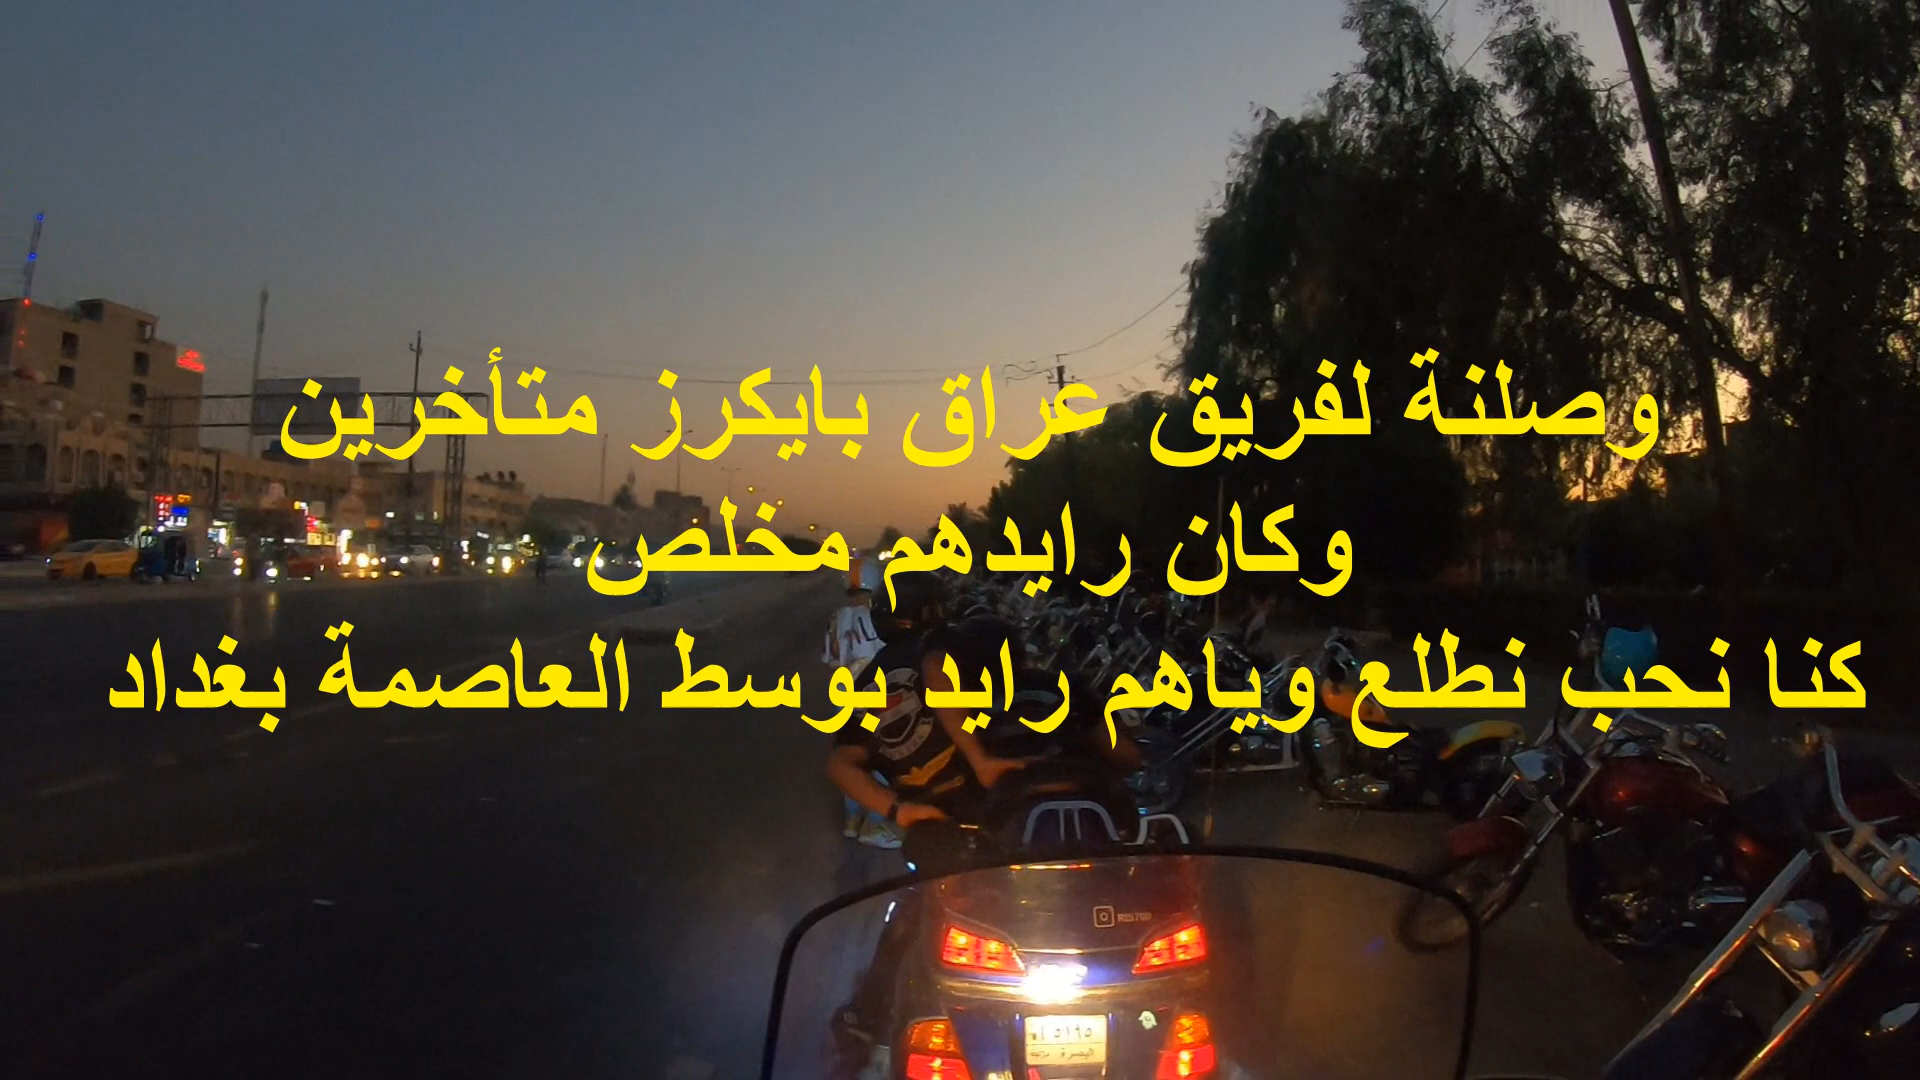 وصلنة لفريق عراق بايكرز متأخرين
وكان رايدهم مخلص
كنا نحب نطلع وياهم رايد بوسط العاصمة بغداد